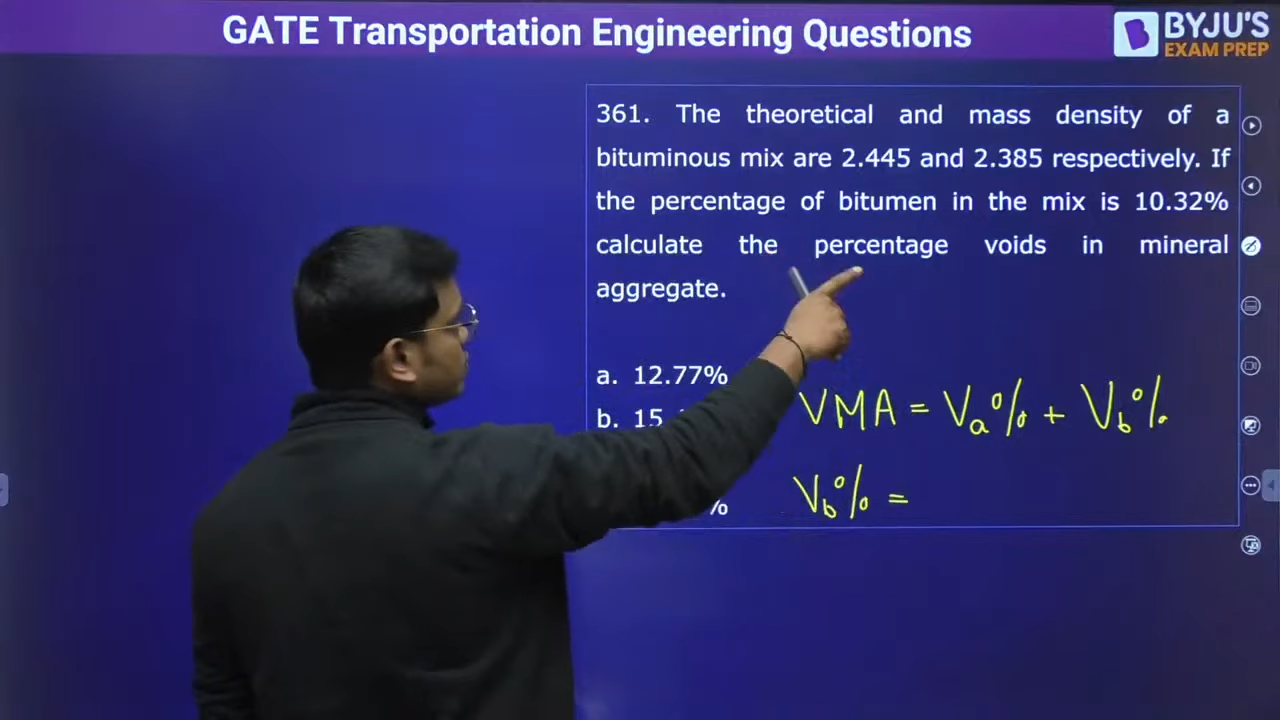 GATE Transportation Engineering Questions
BYJU'S
EXAM PREP
361. The theoretical and mass density of a
bituminous mix are 2.445 and 2.385 respectively. If
the percentage of bitumen in the mix is 10.32%
calculate the percentage voids in mineral
aggregate.
a. 12.77%
b. 15
%
VMA = Va% + Vb%
Vb% =